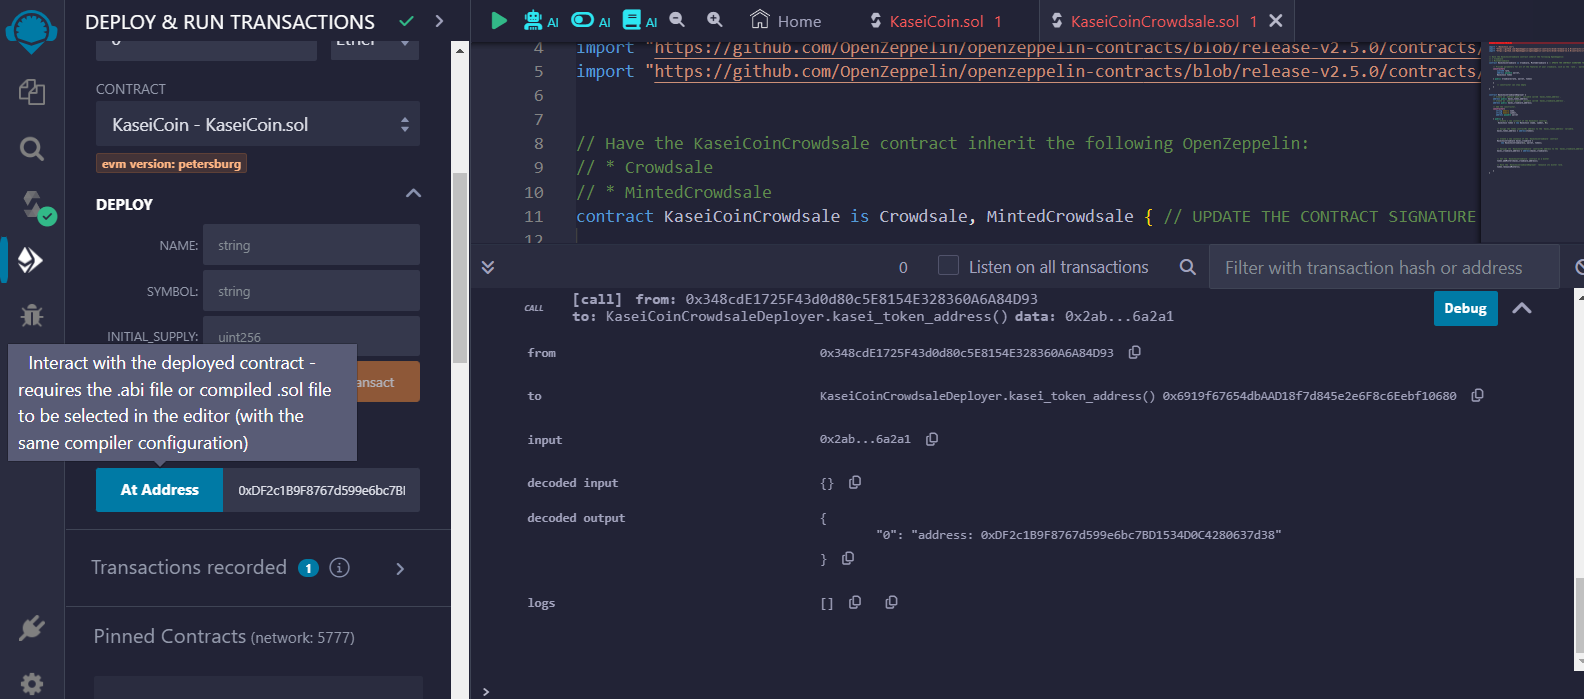 DEPLOY & RUN TRANSACTIONS
0
Ether
CONTRACT
KaseiCoin - KaseiCoin.sol
evm version: petersburg
DEPLOY
NAME: string
SYMBOL: string
INITIAL_SUPPLY: uint256
ansact
Interact with the deployed contract -
requires the .abi file or compiled .sol file
to be selected in the editor (with the
same compiler configuration)
At Address 0xDF2c1B9F8767d599e6bc7BI
Transactions recorded 1 i
Pinned Contracts (network: 5777)
AI AI AI Home KaseiCoin.sol 1 KaseiCoinCrowdsale.sol 1
4 import "https://github.com/OpenZeppelin/openzeppelin-contracts/blob/release-v2.5.0/contracts/
5 import "https://github.com/OpenZeppelin/openzeppelin-contracts/blob/release-v2.5.0/contracts/
6
7
8 // Have the KaseiCoinCrowdsale contract inherit the following OpenZeppelin:
9 // * Crowdsale
10 // * MintedCrowdsale
11 contract KaseiCoinCrowdsale is Crowdsale, MintedCrowdsale { // UPDATE THE CONTRACT SIGNATURE
12
0 Listen on all transactions Filter with transaction hash or address
CALL [call] from: 0x348cdE1725F43d0d80c5E8154E328360A6A84D93
to: KaseiCoinCrowdsaleDeployer.kasei_token_address() data: 0x2ab...6a2a1
Debug
from 0x348cdE1725F43d0d80c5E8154E328360A6A84D93
to KaseiCoinCrowdsaleDeployer.kasei_token_address() 0x6919f67654dbAAD18f7d845e2e6F8c6Eebf10680
input 0x2ab...6a2a1
decoded input {}
decoded output {
"0": "address: 0xDF2c1B9F8767d599e6bc7BD1534D0C4280637d38"
}
logs []
>